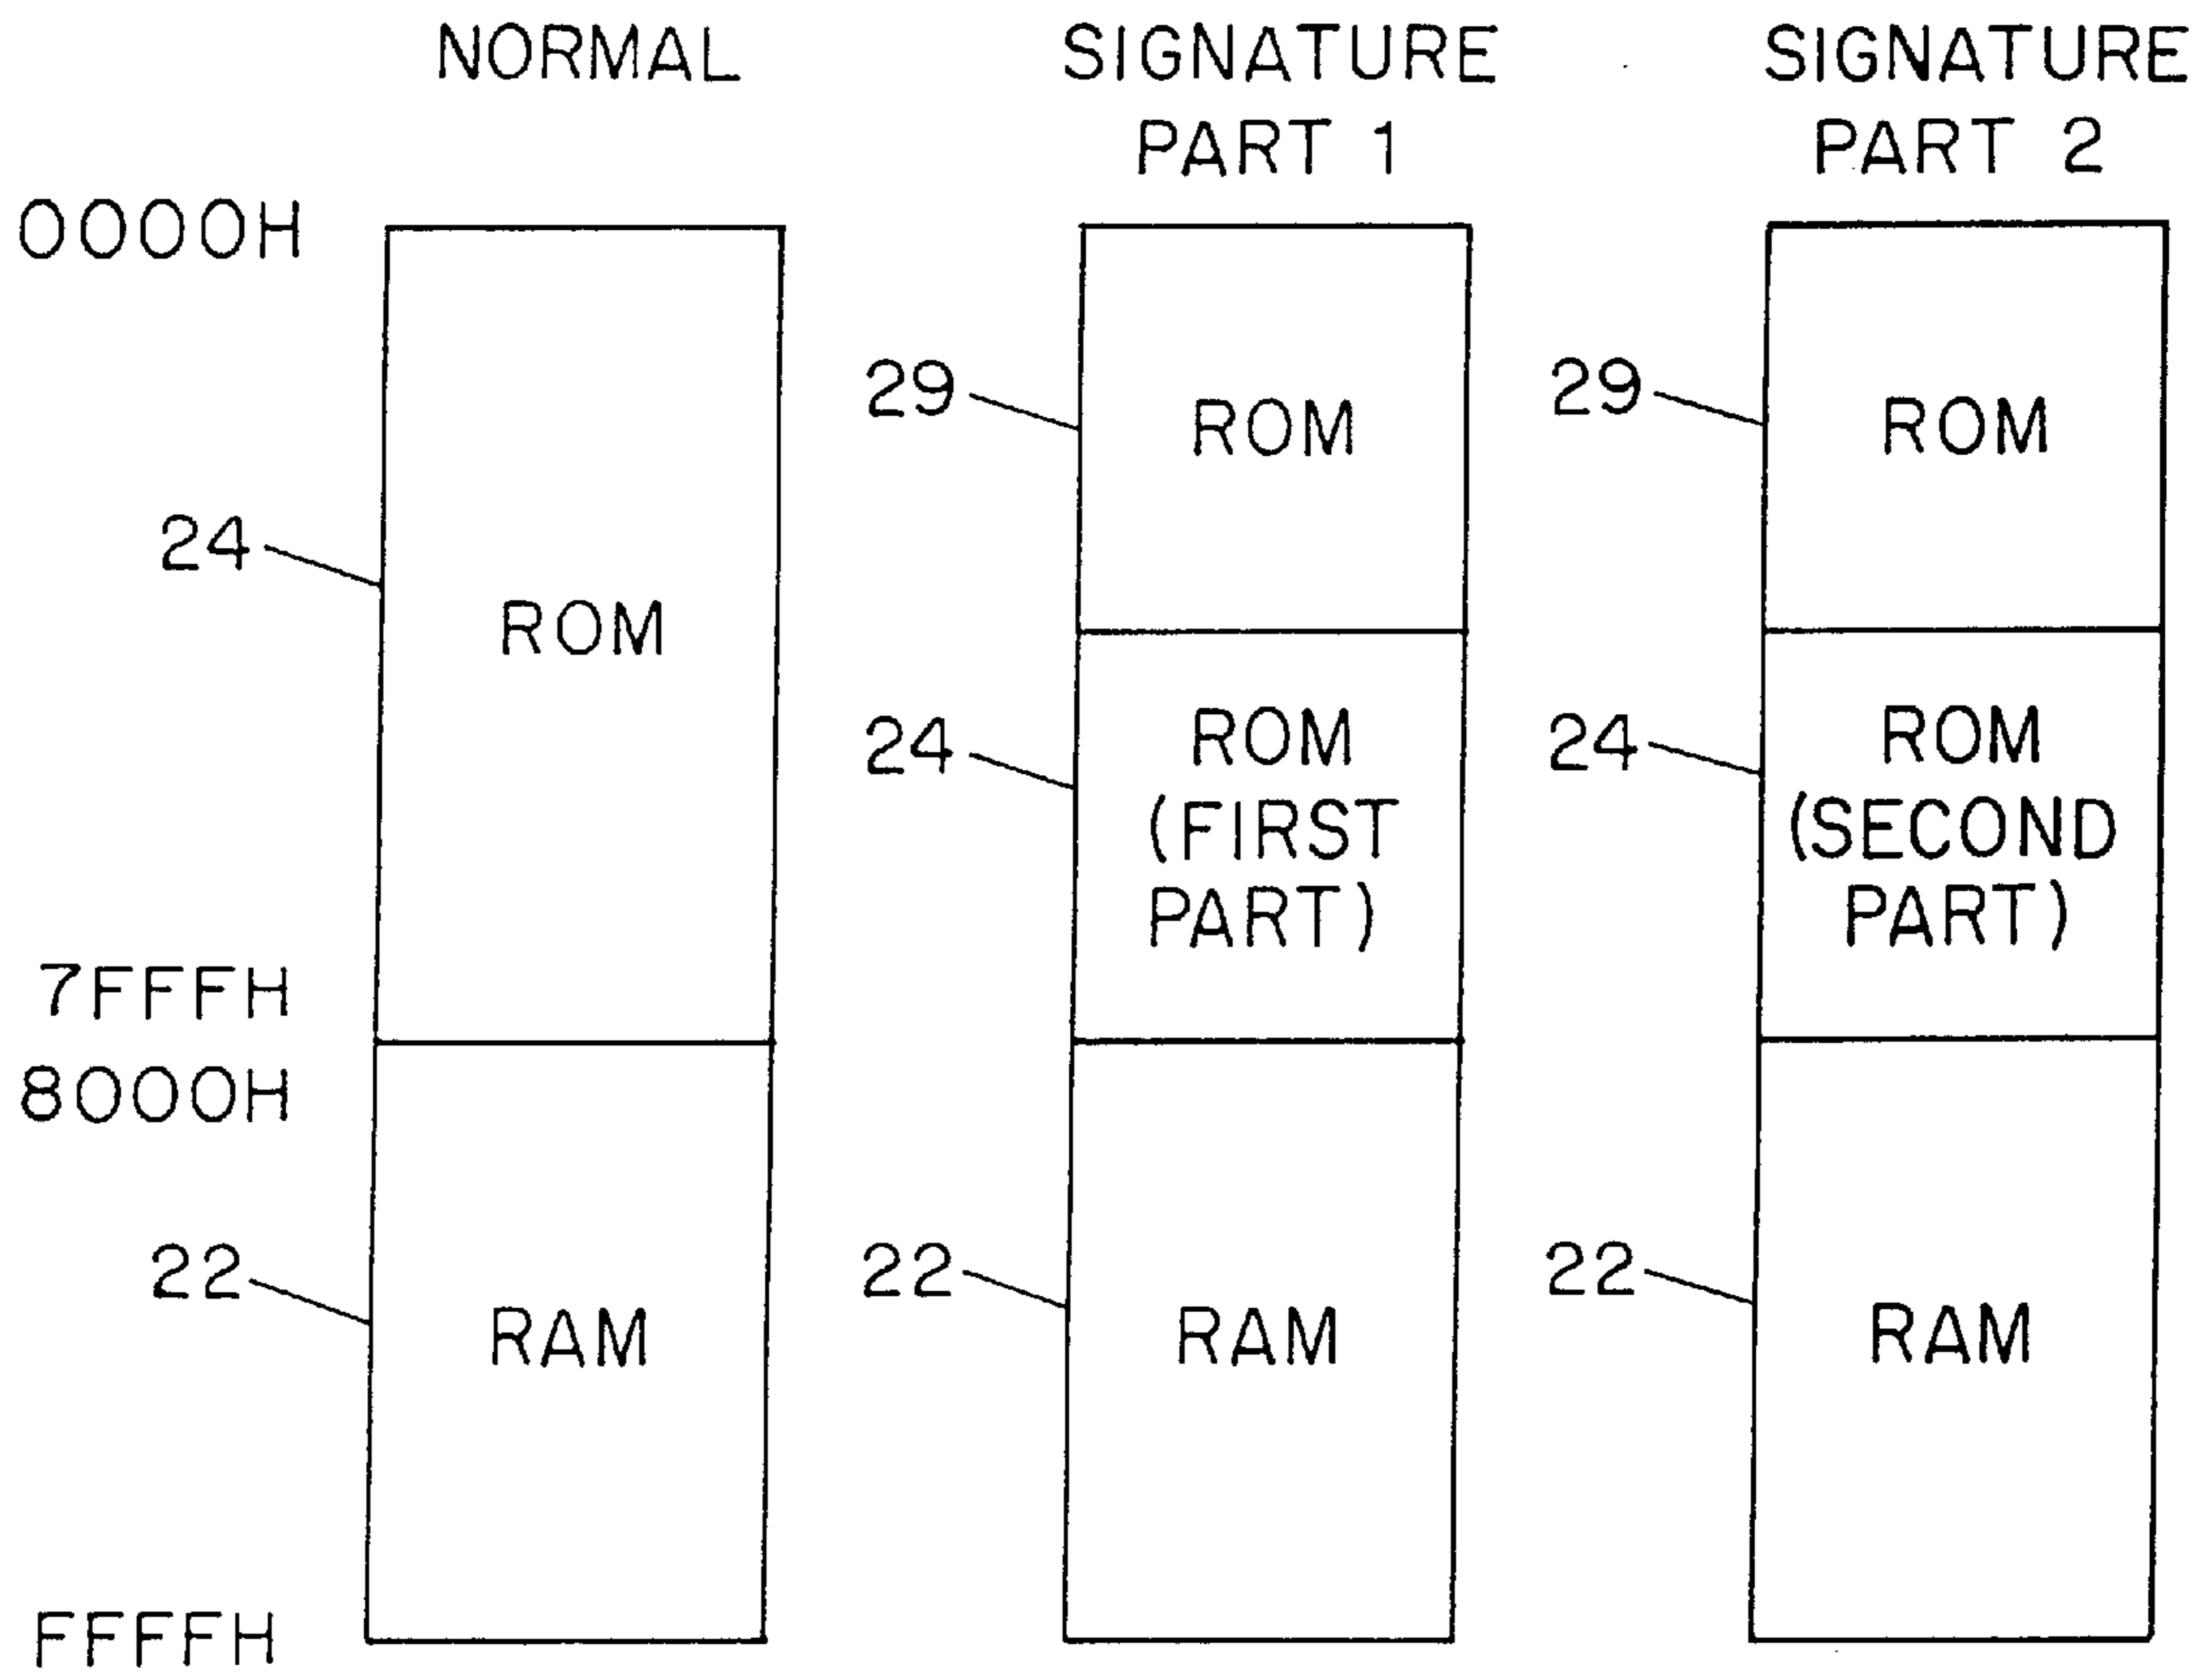 NORMAL
SIGNATURE
PART 1
SIGNATURE
PART 2
0000H
24
ROM
7FFFH
8000H
22
RAM
FFFFH
29
ROM
24
ROM
(FIRST
PART)
22
RAM
29
ROM
24
ROM
(SECOND
PART)
22
RAM